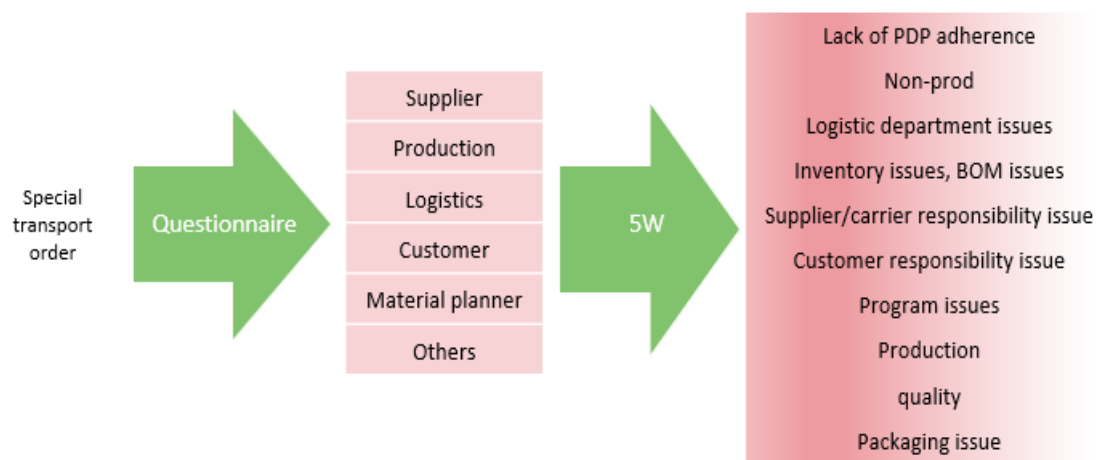 Special
transport
order
Questionnaire
Supplier
Production
Logistics
Customer
Material planner
Others
5W
Lack of PDP adherence
Non-prod
Logistic department issues
Inventory issues, BOM issues
Supplier/carrier responsibility issue
Customer responsibility issue
Program issues
Production
quality
Packaging issue